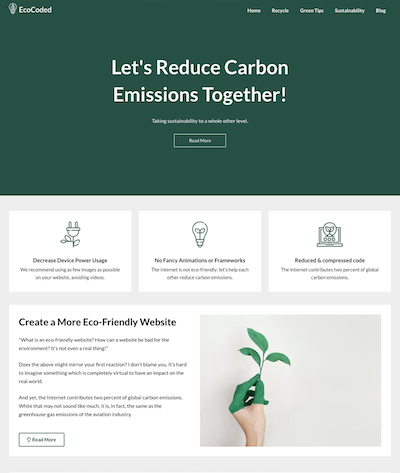 EcoCoded
Home Recycle Green Tips Sustainability Blog
Let's Reduce Carbon
Emissions Together!
Taking sustainability to a whole other level.
Read More
Decrease Device Power Usage
We recommend using as few images as possible
on your website, avoiding videos.
No Fancy Animations or Frameworks
The internet is not eco-friendly; let's help each
other reduce carbon emissions.
Reduced & compressed code
The Internet contributes two percent of global
carbon emissions.
Create a More Eco-Friendly Website
"What is an eco-friendly website? How can a website be bad for the
environment? It's not even a real thing!"
Does the above might mirror your first reaction? I don't blame you. It's hard
to imagine something which is completely virtual to have an impact on the
real world.
And yet, the Internet contributes two percent of global carbon emissions.
While that may not sound like much, it is, in fact, the same as the
greenhouse-gas emissions of the aviation industry.
Read More